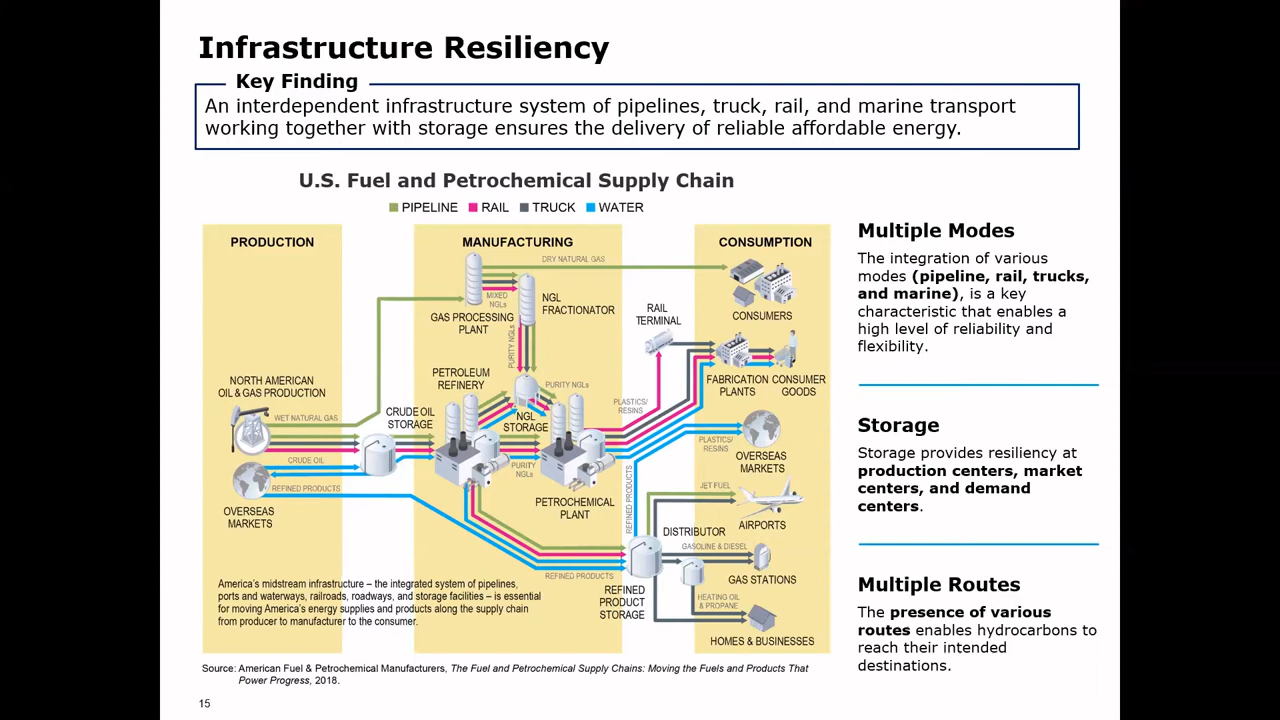 Infrastructure Resiliency
Key Finding
An interdependent infrastructure system of pipelines, truck, rail, and marine transport
working together with storage ensures the delivery of reliable affordable energy.
U.S. Fuel and Petrochemical Supply Chain
PIPELINE RAIL TRUCK WATER
PRODUCTION
MANUFACTURING
CONSUMPTION
DRY NATURAL GAS
MIXED
NGLs
GAS PROCESSING
PLANT
NGL
FRACTIONATOR
CONSUMERS
RAIL
TERMINAL
PURITY NGLs
PETROLEUM
REFINERY
PURITY NGLs
FABRICATION
PLANTS
CONSUMER
GOODS
NORTH AMERICAN
OIL & GAS PRODUCTION
WET NATURAL GAS
CRUDE OIL
STORAGE
NGL
STORAGE
PLASTICS/
RESINS
PLASTICS/
RESINS
CRUDE OIL
PURITY
NGLs
OVERSEAS
MARKETS
REFINED PRODUCTS
OVERSEAS
MARKETS
PETROCHEMICAL
PLANT
REFINED PRODUCTS
JET FUEL
AIRPORTS
DISTRIBUTOR
GASOLINE & DIESEL
GAS STATIONS
REFINED PRODUCTS
REFINED
PRODUCT
STORAGE
HEATING OIL
& PROPANE
HOMES & BUSINESSES
America's midstream infrastructure – the integrated system of pipelines,
ports and waterways, railroads, roadways, and storage facilities – is essential
for moving America's energy supplies and products along the supply chain
from producer to manufacturer to the consumer.
Source: American Fuel & Petrochemical Manufacturers, The Fuel and Petrochemical Supply Chains: Moving the Fuels and Products That
Power Progress, 2018.
15
Multiple Modes
The integration of various
modes (pipeline, rail, trucks,
and marine), is a key
characteristic that enables a
high level of reliability and
flexibility.
Storage
Storage provides resiliency at
production centers, market
centers, and demand
centers.
Multiple Routes
The presence of various
routes enables hydrocarbons to
reach their intended
destinations.